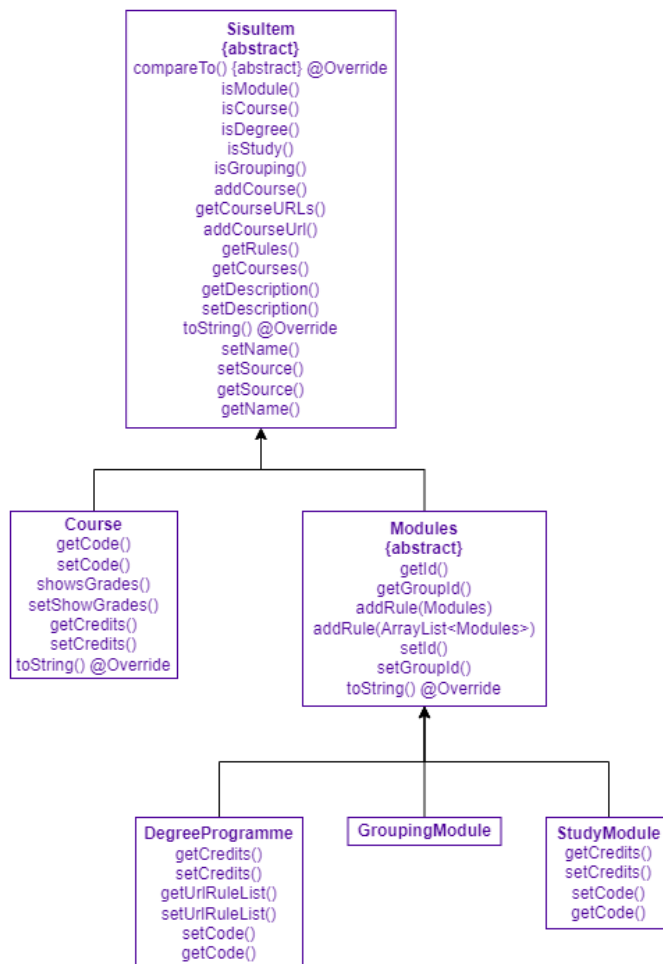 SisuItem
{abstract}
compareTo() {abstract} @Override
isModule()
isCourse()
isDegree()
isStudy()
isGrouping()
addCourse()
getCourseURLs()
addCourseUrl()
getRules()
getCourses()
getDescription()
setDescription()
toString() @Override
setName()
setSource()
getSource()
getName()
Course
getCode()
setCode()
showsGrades()
setShowGrades()
getCredits()
setCredits()
toString() @Override
Modules
{abstract}
getId()
getGroupId()
addRule(Modules)
addRule(ArrayList<Modules>)
setId()
setGroupId()
toString() @Override
DegreeProgramme
getCredits()
setCredits()
getUrlRuleList()
setUrlRuleList()
setCode()
getCode()
GroupingModule
StudyModule
getCredits()
setCredits()
setCode()
getCode()